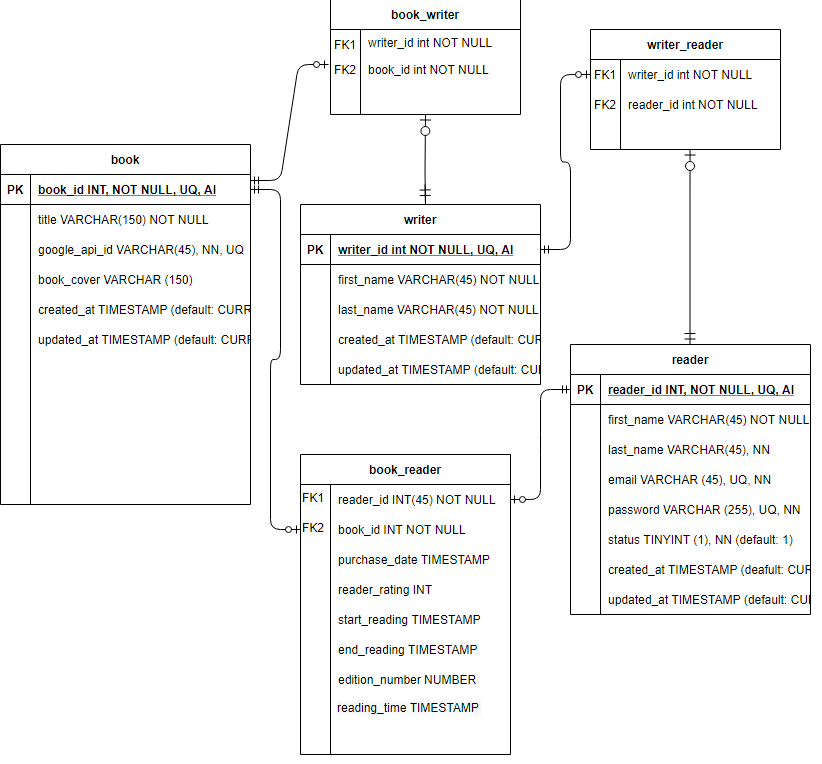 book_writer
FK1 writer_id int NOT NULL
FK2 book_id int NOT NULL
writer_reader
FK1 writer_id int NOT NULL
FK2 reader_id int NOT NULL
book
PK book_id INT, NOT NULL, UQ, AI
title VARCHAR(150) NOT NULL
google_api_id VARCHAR(45), NN, UQ
book_cover VARCHAR (150)
created_at TIMESTAMP (default: CURR
updated_at TIMESTAMP (default: CURR
writer
PK writer_id int NOT NULL, UQ, AI
first_name VARCHAR(45) NOT NULL
last_name VARCHAR(45) NOT NULL
created_at TIMESTAMP (default: CUR
updated_at TIMESTAMP (default: CU
reader
PK reader_id INT, NOT NULL, UQ, AI
first_name VARCHAR(45) NOT NULL
last_name VARCHAR(45), NN
email VARCHAR (45), UQ, NN
password VARCHAR (255), UQ, NN
status TINYINT (1), NN (default: 1)
created_at TIMESTAMP (deafult: CUR
updated_at TIMESTAMP (default: CU
book_reader
FK1 reader_id INT(45) NOT NULL
FK2 book_id INT NOT NULL
purchase_date TIMESTAMP
reader_rating INT
start_reading TIMESTAMP
end_reading TIMESTAMP
edition_number NUMBER
reading_time TIMESTAMP